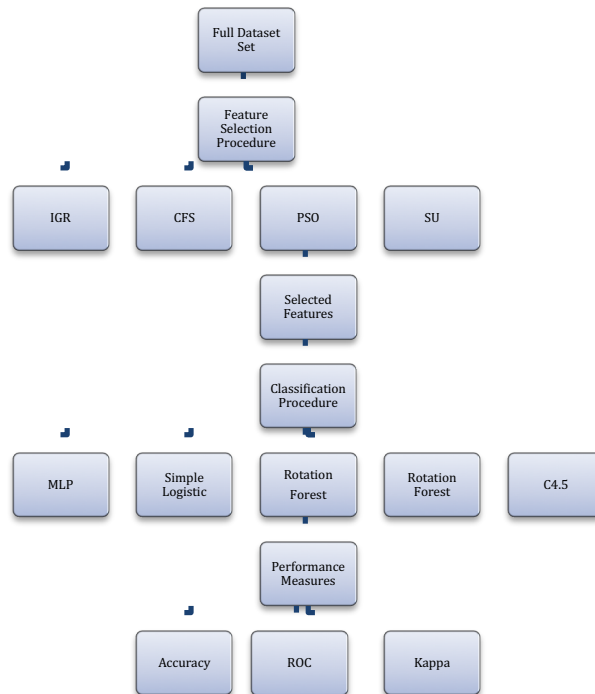 Full Dataset
Set
Feature
Selection
Procedure
IGR
CFS
PSO
SU
Selected
Features
Classification
Procedure
MLP
Simple
Logistic
Rotation
Forest
Rotation
Forest
C4.5
Performance
Measures
Accuracy
ROC
Kappa